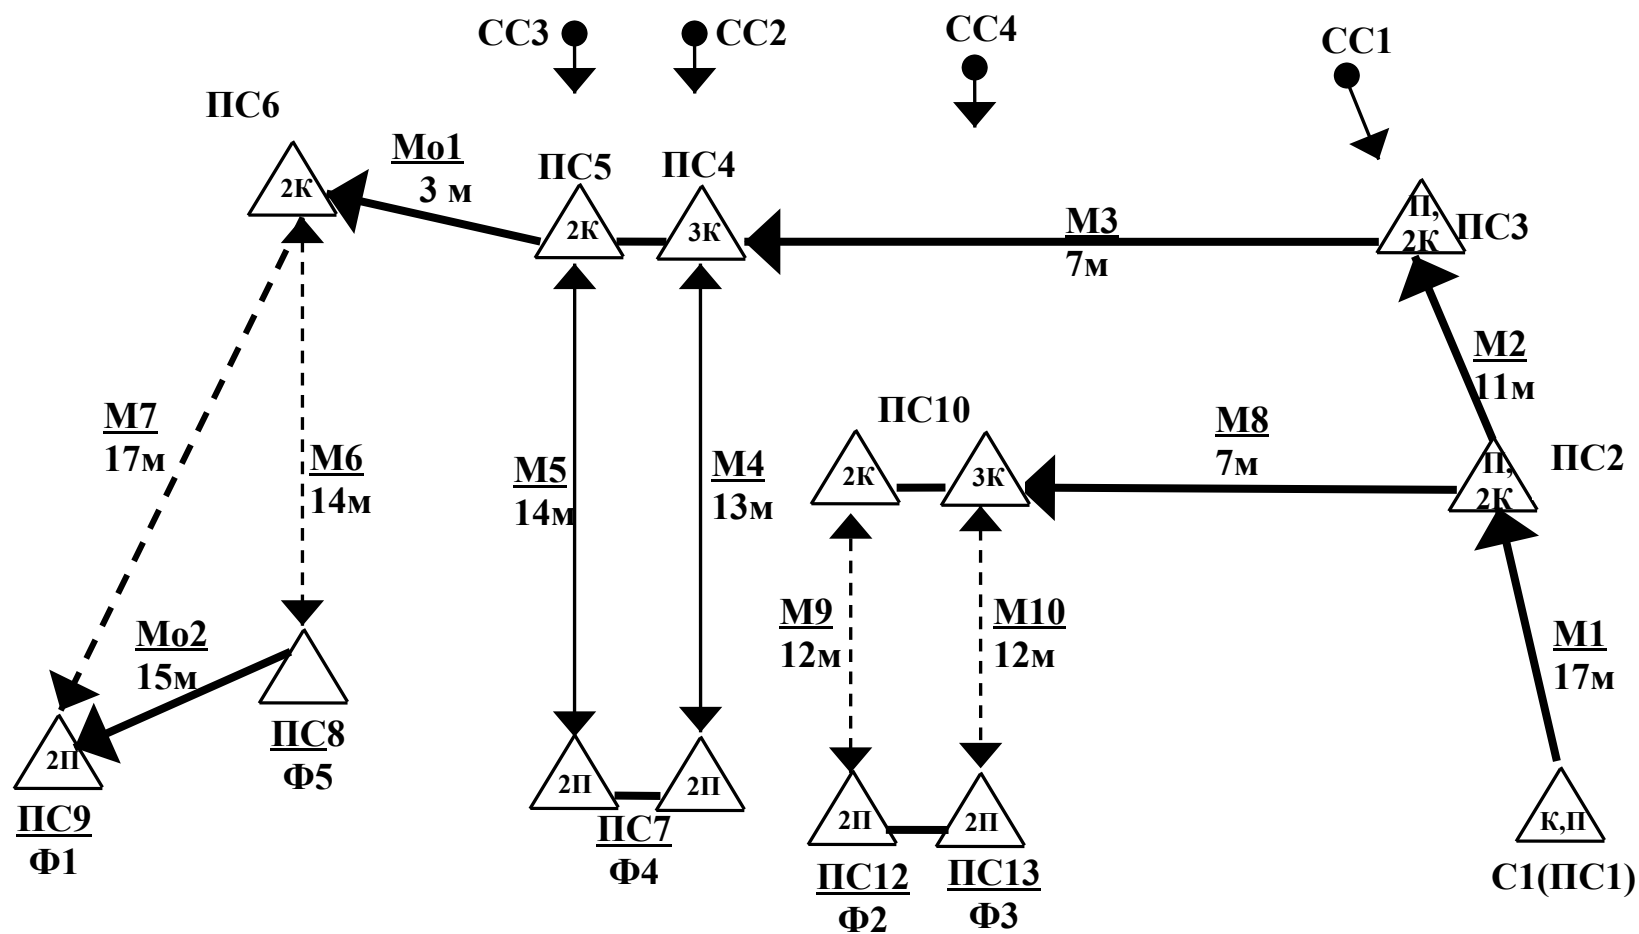 СС3
СС2
СС4
СС1
ПС6
Мо1
3 м
ПС5
ПС4
2К
2К
3К
М3
7м
П,
2К
ПС3
М2
11м
М7
17м
М6
14м
М5
14м
М4
13м
ПС10
2К
3К
М8
7м
П,
2К
ПС2
Мо2
15м
М9
12м
М10
12м
М1
17м
2П
ПС9
Ф1
ПС8
Ф5
2П
2П
ПС7
Ф4
2П
2П
ПС12
Ф2
ПС13
Ф3
К,П
С1(ПС1)